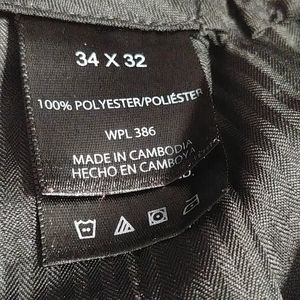 34 X 32
100% POLYESTER/POLIÉSTER
WPL 386
MADE IN CAMBODIA
HECHO EN CAMBOYA